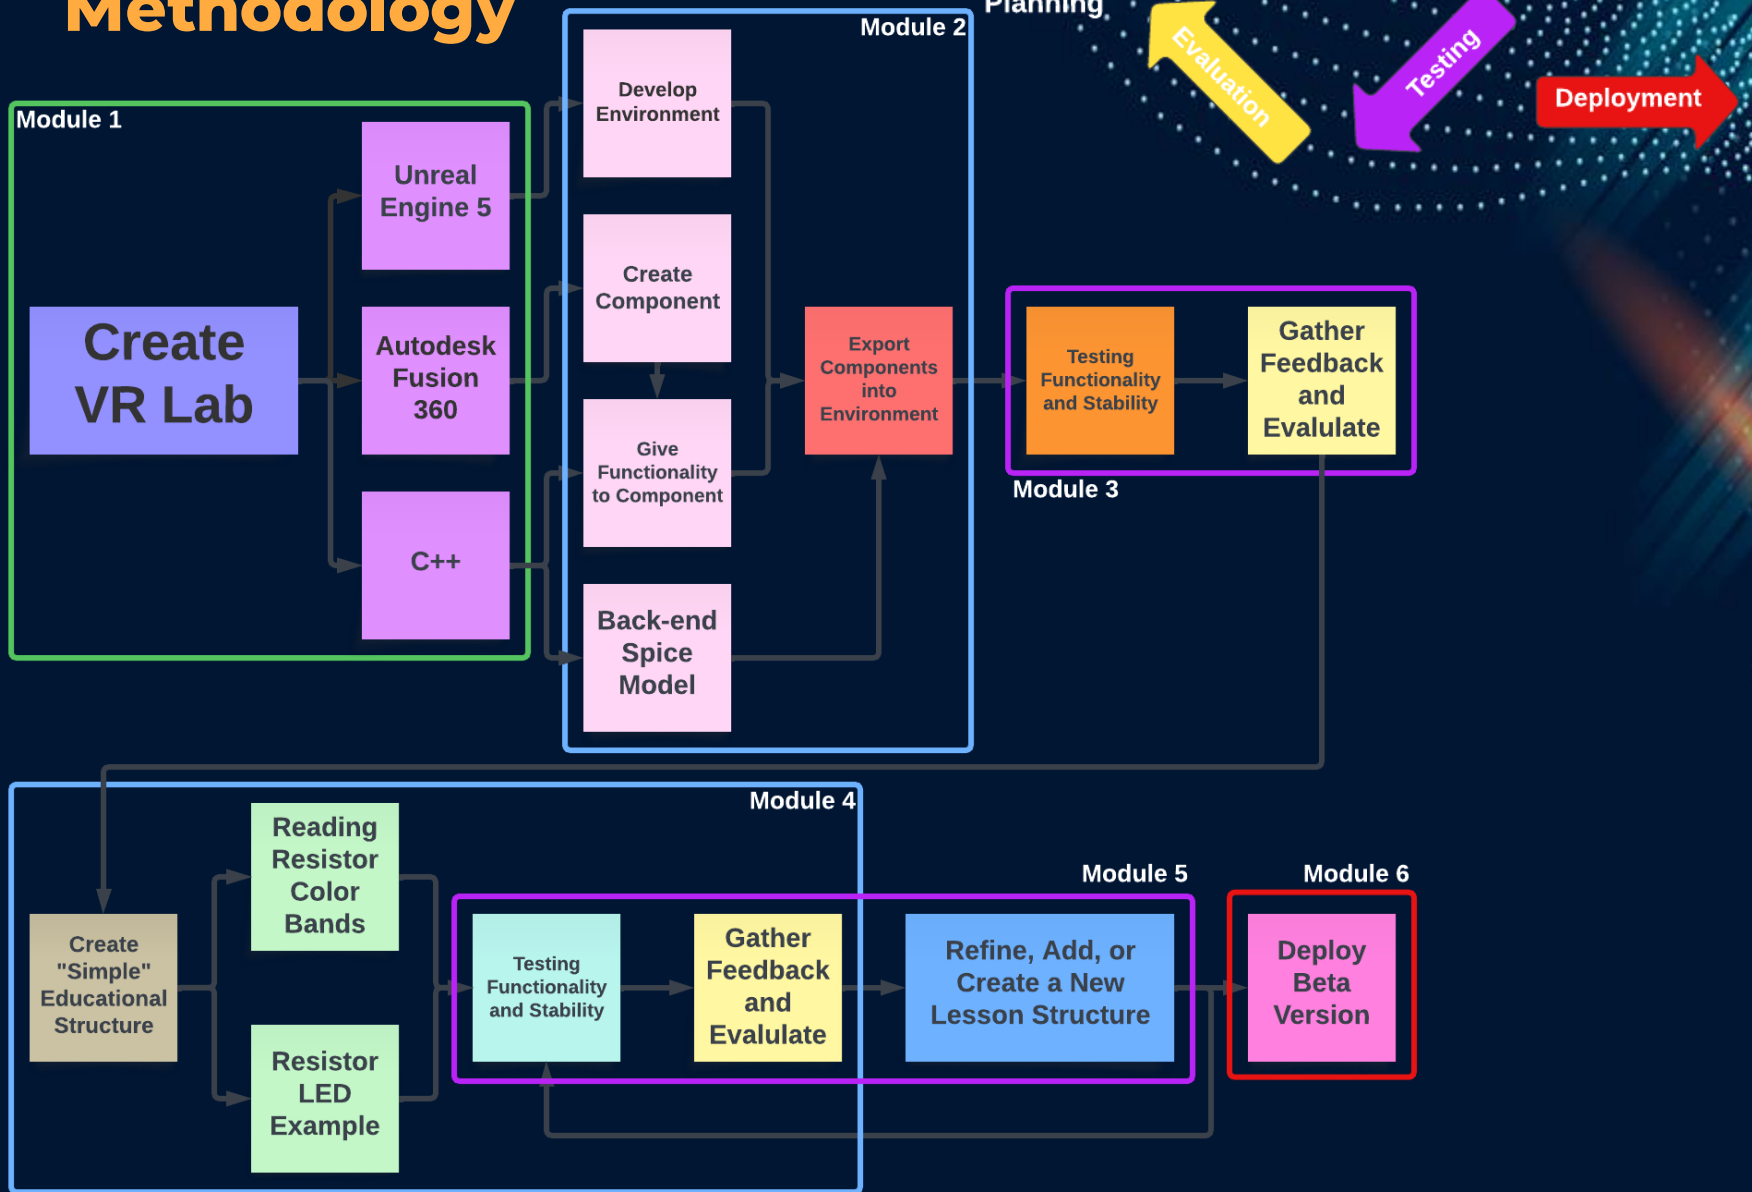 Methodology
Planning
Evaluation
Testing
Deployment
Module 1
Create
VR Lab
Unreal
Engine 5
Autodesk
Fusion
360
C++
Module 2
Develop
Environment
Create
Component
Give
Functionality
to Component
Back-end
Spice
Model
Export
Components
into
Environment
Testing
Functionality
and Stability
Gather
Feedback
and
Evalulate
Module 3
Module 4
Create
"Simple"
Educational
Structure
Reading
Resistor
Color
Bands
Resistor
LED
Example
Module 5
Testing
Functionality
and Stability
Gather
Feedback
and
Evalulate
Refine, Add, or
Create a New
Lesson Structure
Module 6
Deploy
Beta
Version